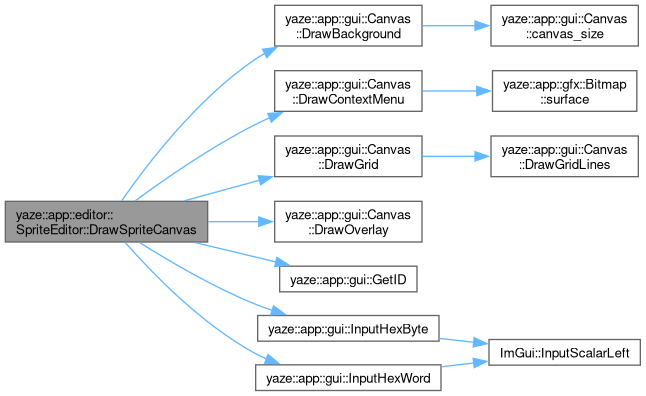 yaze::app::editor::
SpriteEditor::DrawSpriteCanvas
yaze::app::gui::Canvas
::DrawBackground
yaze::app::gui::Canvas
::canvas_size
yaze::app::gui::Canvas
::DrawContextMenu
yaze::app::gfx::Bitmap
::surface
yaze::app::gui::Canvas
::DrawGrid
yaze::app::gui::Canvas
::DrawGridLines
yaze::app::gui::Canvas
::DrawOverlay
yaze::app::gui::GetID
yaze::app::gui::InputHexByte
ImGui::InputScalarLeft
yaze::app::gui::InputHexWord